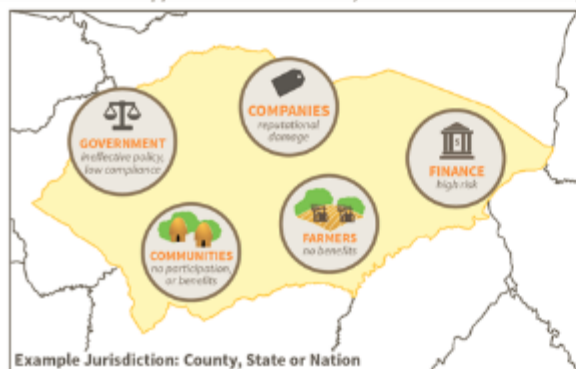 GOVERNMENT
ineffective policy,
low compliance
COMPANIES
reputational
damage
FINANCE
high risk
COMMUNITIES
no participation,
or benefits
FARMERS
no benefits
Example Jurisdiction: County, State or Nation